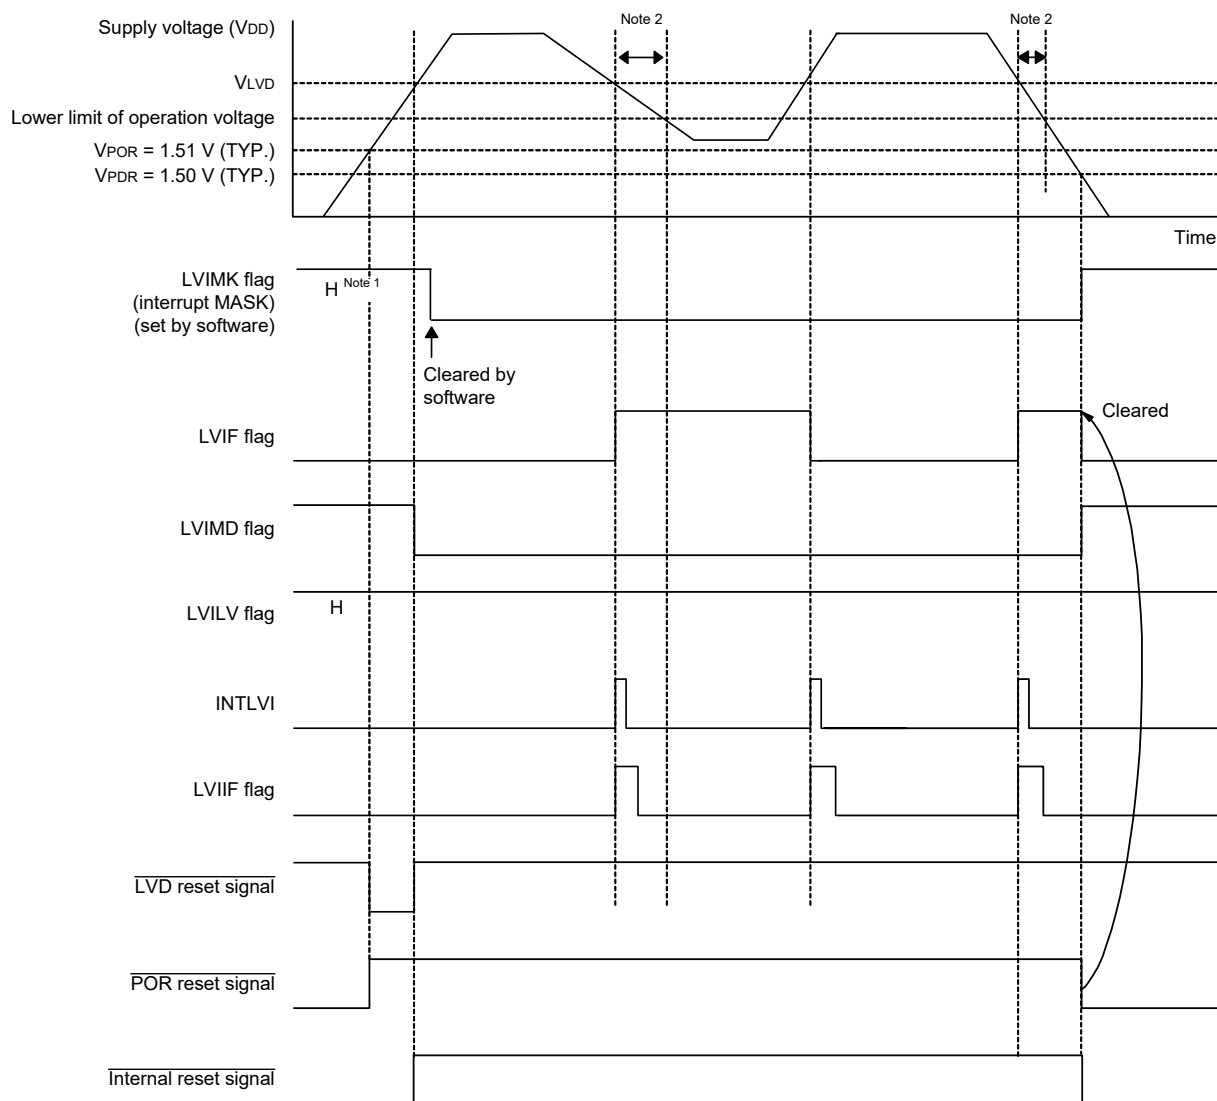 Note 2
Note 2
Supply voltage (VDD)
VLVD
Lower limit of operation voltage
VPOR = 1.51 V (TYP.)
VPDR = 1.50 V (TYP.)
Time
LVIMK flag
(interrupt MASK)
(set by software)
H Note 1
Cleared by
software
Cleared
LVIF flag
LVIMD flag
LVILV flag
H
INTLVI
LVIIF flag
LVD reset signal
POR reset signal
Internal reset signal